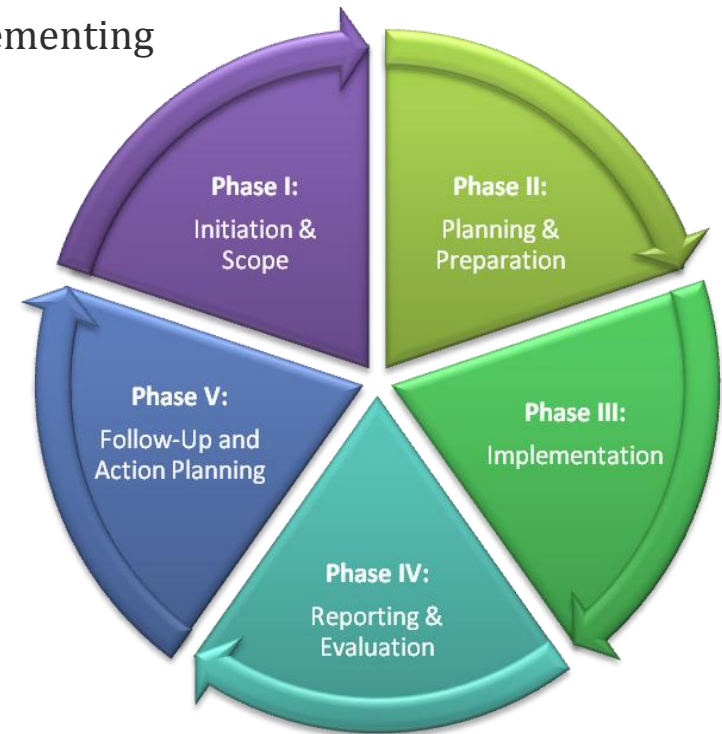 Phase I:
Initiation &
Scope
Phase II:
Planning &
Preparation
Phase III:
Implementation
Phase IV:
Reporting &
Evaluation
Phase V:
Follow-Up and
Action Planning